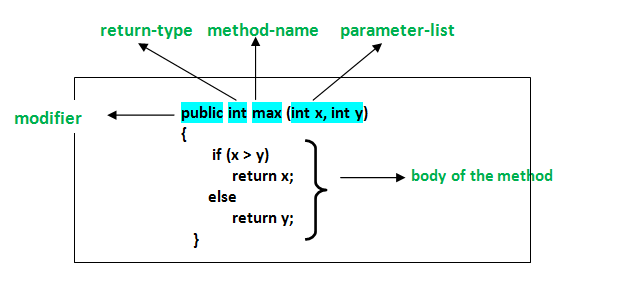 return-type method-name parameter-list
modifier
public int max (int x, int y)
{
if (x > y)
return x;
body of the method
else
return y;
}